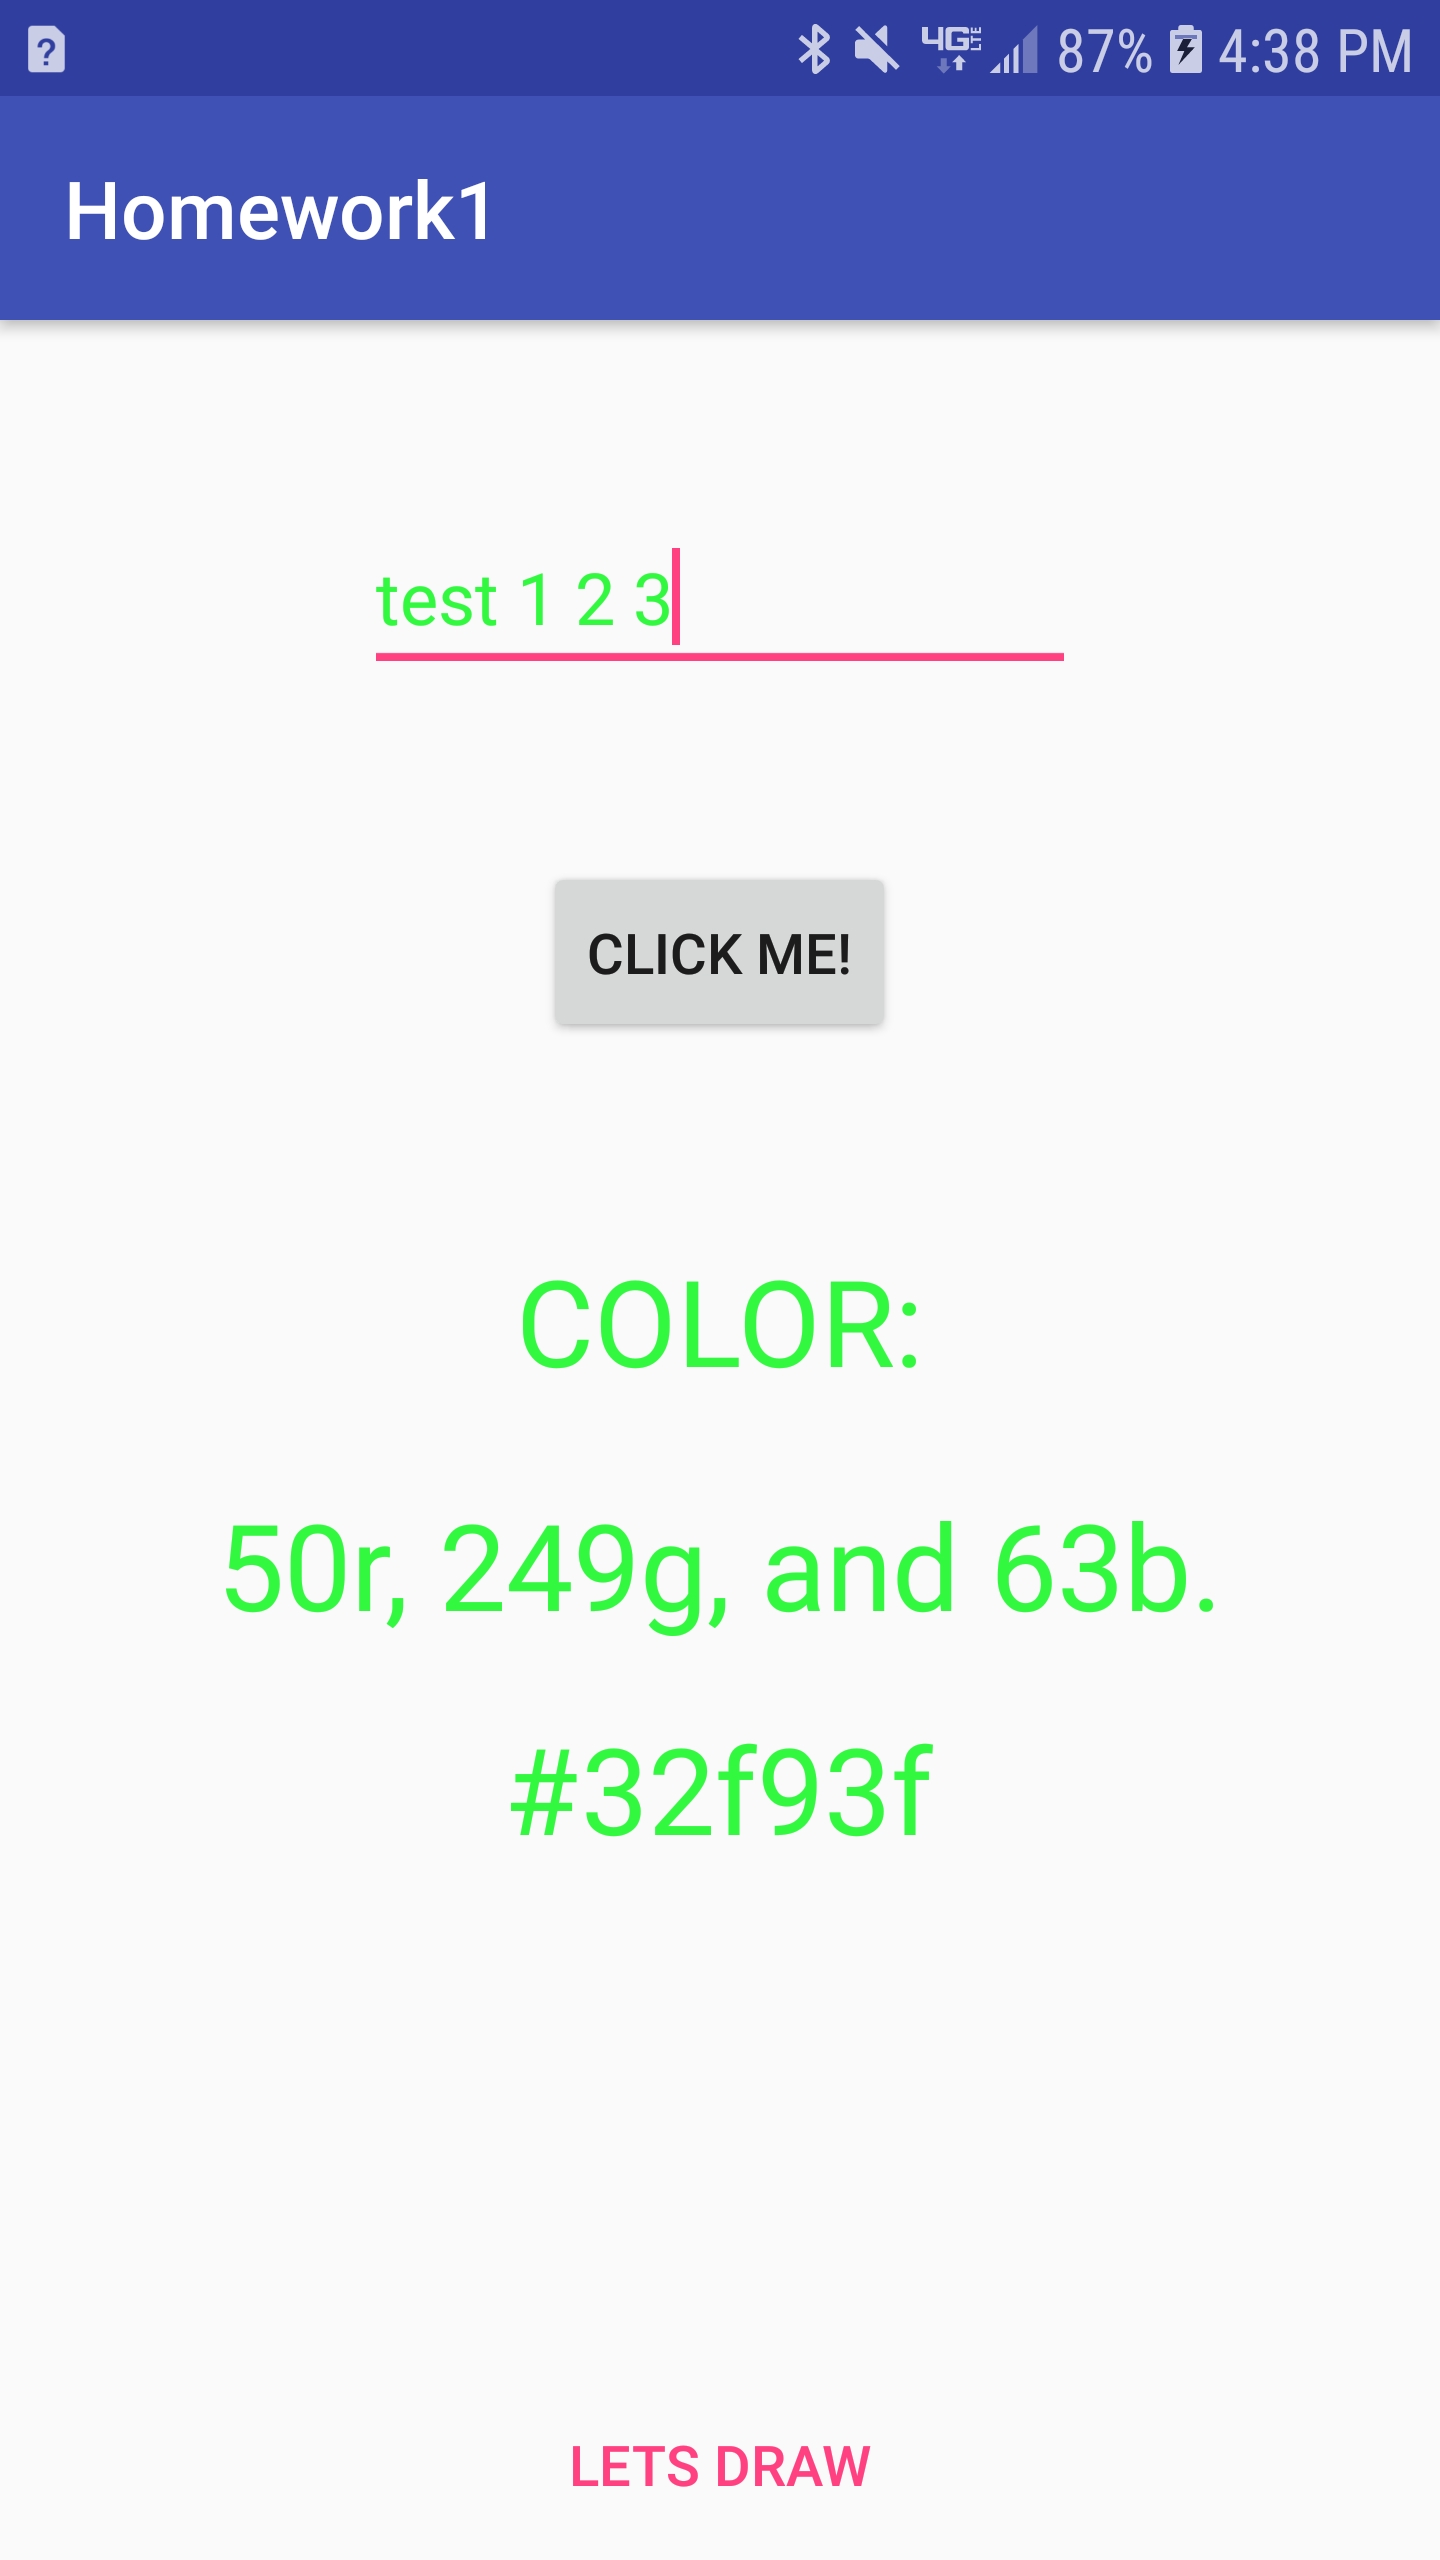 4G LTE 87% 4:38 PM
Homework1
test 1 2 3
CLICK ME!
COLOR:
50r, 249g, and 63b.
#32f93f
LETS DRAW